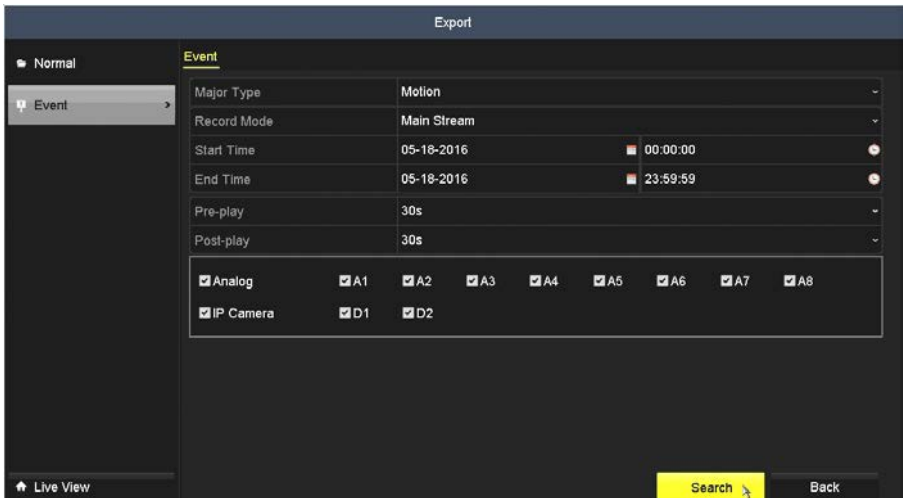 Export
Normal
Event
Event
Major Type Motion
Record Mode Main Stream
Start Time 05-18-2016 00:00:00
End Time 05-18-2016 23:59:59
Pre-play 30s
Post-play 30s
Analog A1 A2 A3 A4 A5 A6 A7 A8
IP Camera D1 D2
Live View
Search Back